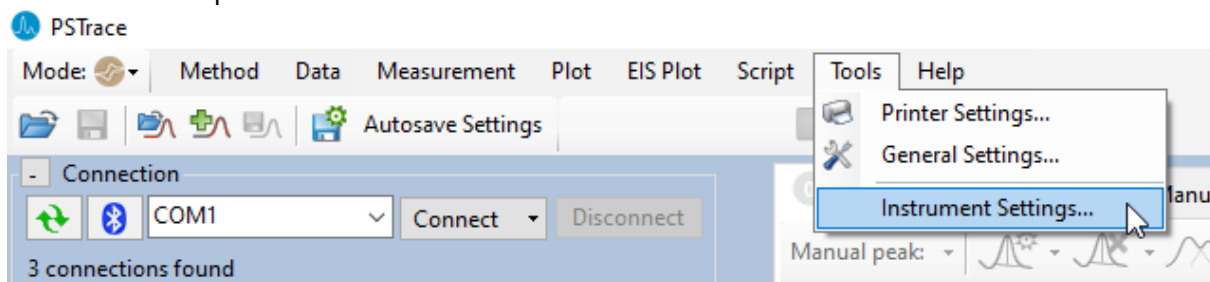 PSTrace
Mode: Method Data Measurement Plot EIS Plot Script Tools Help
Autosave Settings
Printer Settings...
General Settings...
Instrument Settings...
Connection
COM1 Connect Disconnect
3 connections found
Manual peak: